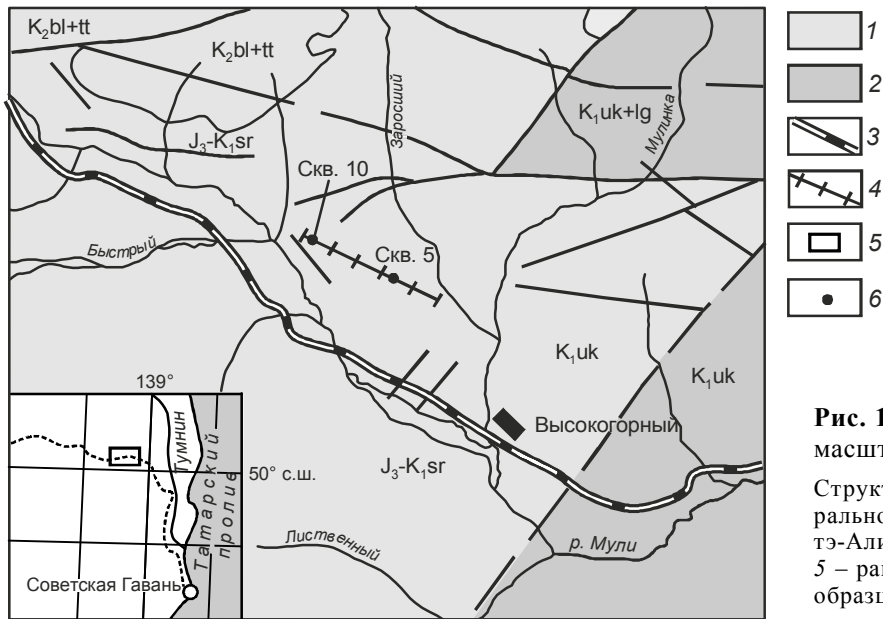 K₂bl+tt
K₂bl+tt
Заросший
K₁uk+lg
Мулинка
J₃-K₁sr
Скв. 10
Быстрый
Скв. 5
K₁uk
K₁uk
Высокогорный
J₃-K₁sr
Лиственный
р. Мули
139°
Тумнин
50° с.ш.
Татарский
пролив
Советская Гавань
1
2
3
4
5
6
Рис. 1
масшт
Структ
рально
тэ-Али
5 – рай
образц